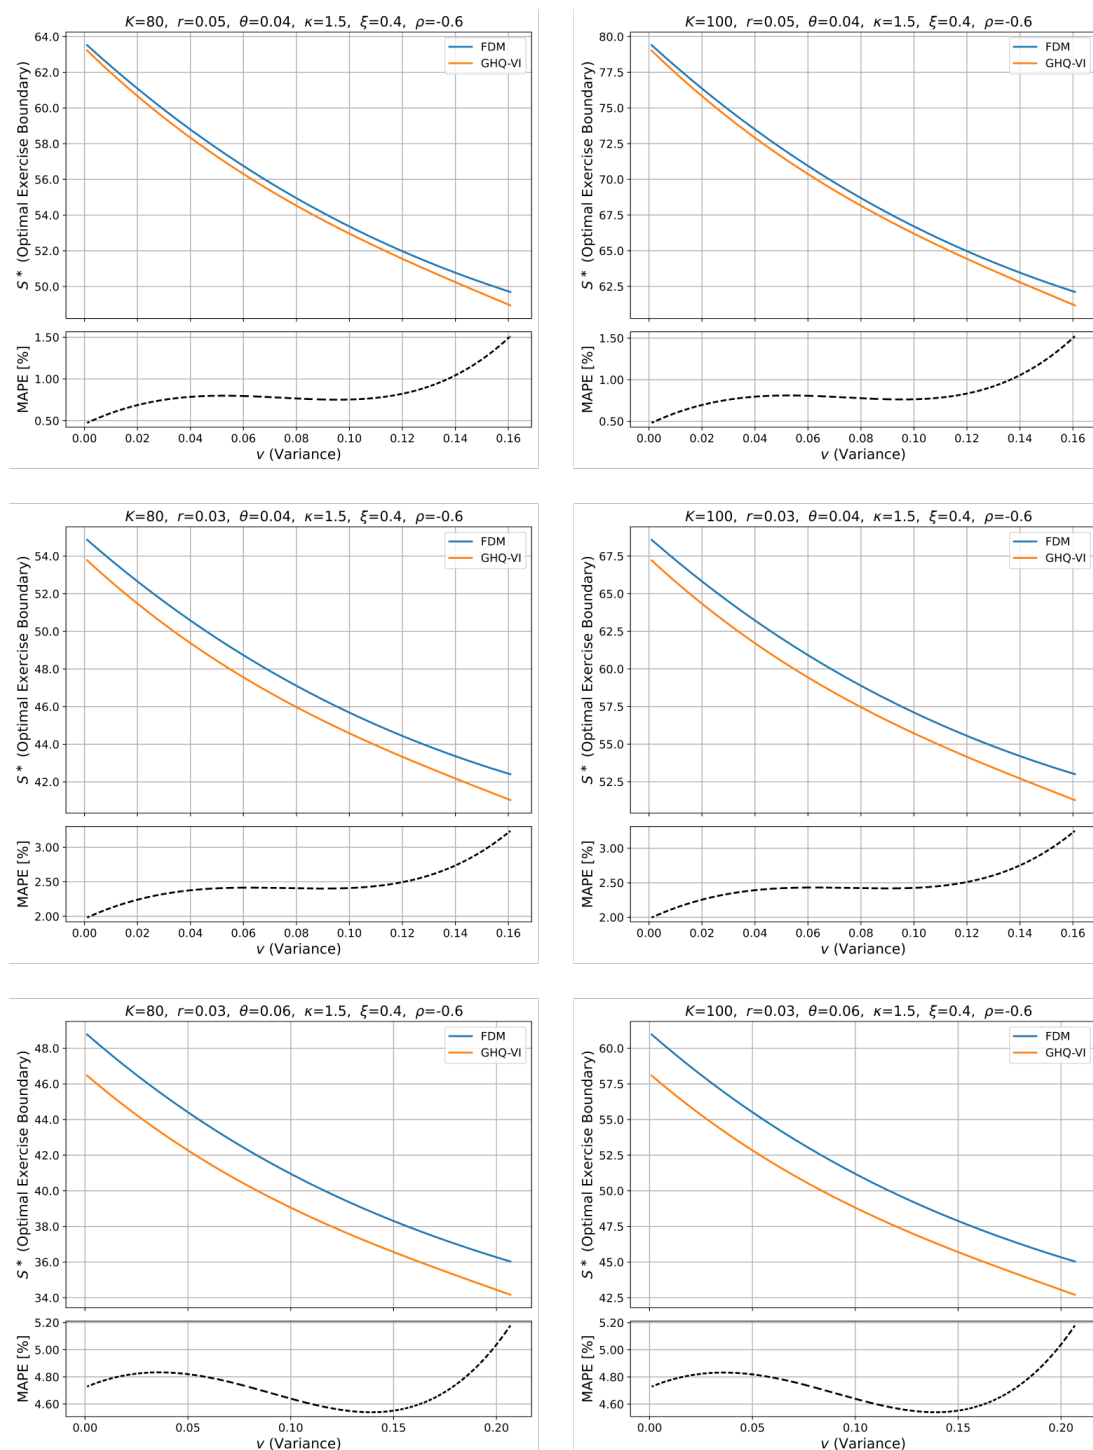 K=80, r=0.05, θ=0.04, κ=1.5, ξ=0.4, ρ=-0.6
64.0
62.0
60.0
58.0
56.0
54.0
52.0
50.0
S* (Optimal Exercise Boundary)
FDM
GHQ-VI
1.50
1.00
0.50
MAPE [%]
0.00 0.02 0.04 0.06 0.08 0.10 0.12 0.14 0.16
v (Variance)
K=100, r=0.05, θ=0.04, κ=1.5, ξ=0.4, ρ=-0.6
80.0
77.5
75.0
72.5
70.0
67.5
65.0
62.5
S* (Optimal Exercise Boundary)
FDM
GHQ-VI
1.50
1.00
0.50
MAPE [%]
0.00 0.02 0.04 0.06 0.08 0.10 0.12 0.14 0.16
v (Variance)
K=80, r=0.03, θ=0.04, κ=1.5, ξ=0.4, ρ=-0.6
54.0
52.0
50.0
48.0
46.0
44.0
42.0
S* (Optimal Exercise Boundary)
FDM
GHQ-VI
3.00
2.50
2.00
MAPE [%]
0.00 0.02 0.04 0.06 0.08 0.10 0.12 0.14 0.16
v (Variance)
K=100, r=0.03, θ=0.04, κ=1.5, ξ=0.4, ρ=-0.6
67.5
65.0
62.5
60.0
57.5
55.0
52.5
S* (Optimal Exercise Boundary)
FDM
GHQ-VI
3.00
2.50
2.00
MAPE [%]
0.00 0.02 0.04 0.06 0.08 0.10 0.12 0.14 0.16
v (Variance)
K=80, r=0.03, θ=0.06, κ=1.5, ξ=0.4, ρ=-0.6
48.0
46.0
44.0
42.0
40.0
38.0
36.0
34.0
S* (Optimal Exercise Boundary)
FDM
GHQ-VI
5.20
5.00
4.80
4.60
MAPE [%]
0.00 0.05 0.10 0.15 0.20
v (Variance)
K=100, r=0.03, θ=0.06, κ=1.5, ξ=0.4, ρ=-0.6
60.0
57.5
55.0
52.5
50.0
47.5
45.0
42.5
S* (Optimal Exercise Boundary)
FDM
GHQ-VI
5.20
5.00
4.80
4.60
MAPE [%]
0.00 0.05 0.10 0.15 0.20
v (Variance)